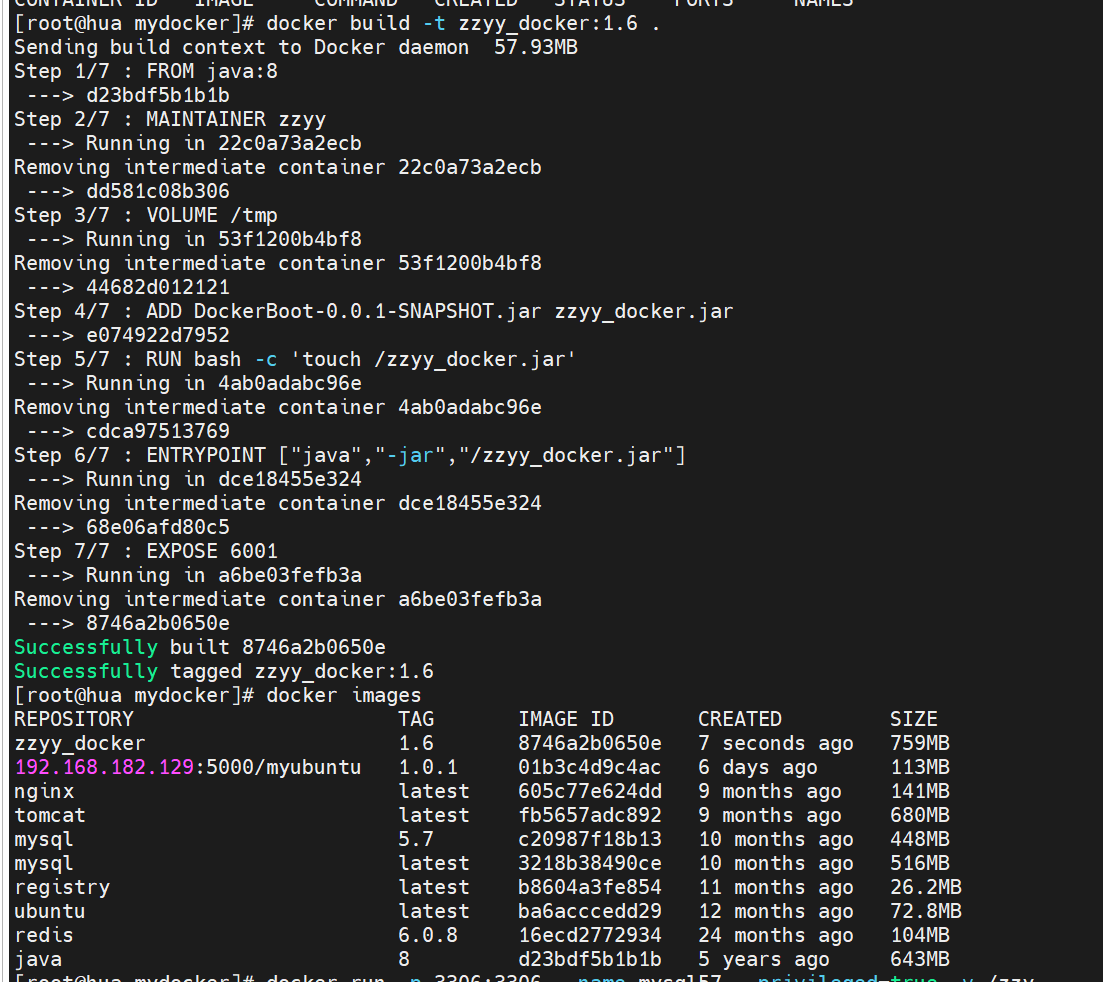 CONTAINER ID   IMAGE     COMMAND   CREATED   STATUS    PORTS     NAMES
[root@hua mydocker]# docker build -t zzyy_docker:1.6 .
Sending build context to Docker daemon  57.93MB
Step 1/7 : FROM java:8
 ---> d23bdf5b1b1b
Step 2/7 : MAINTAINER zzyy
 ---> Running in 22c0a73a2ecb
Removing intermediate container 22c0a73a2ecb
 ---> dd581c08b306
Step 3/7 : VOLUME /tmp
 ---> Running in 53f1200b4bf8
Removing intermediate container 53f1200b4bf8
 ---> 44682d012121
Step 4/7 : ADD DockerBoot-0.0.1-SNAPSHOT.jar zzyy_docker.jar
 ---> e074922d7952
Step 5/7 : RUN bash -c 'touch /zzyy_docker.jar'
 ---> Running in 4ab0adabc96e
Removing intermediate container 4ab0adabc96e
 ---> cdca97513769
Step 6/7 : ENTRYPOINT ["java","-jar","/zzyy_docker.jar"]
 ---> Running in dce18455e324
Removing intermediate container dce18455e324
 ---> 68e06afd80c5
Step 7/7 : EXPOSE 6001
 ---> Running in a6be03fefb3a
Removing intermediate container a6be03fefb3a
 ---> 8746a2b0650e
Successfully built 8746a2b0650e
Successfully tagged zzyy_docker:1.6
[root@hua mydocker]# docker images
REPOSITORY                      TAG       IMAGE ID       CREATED         SIZE
zzyy_docker                     1.6       8746a2b0650e   7 seconds ago   759MB
192.168.182.129:5000/myubuntu   1.0.1     01b3c4d9c4ac   6 days ago      113MB
nginx                           latest    605c77e624dd   9 months ago    141MB
tomcat                          latest    fb5657adc892   9 months ago    680MB
mysql                           5.7       c20987f18b13   10 months ago   448MB
mysql                           latest    3218b38490ce   10 months ago   516MB
registry                        latest    b8604a3fe854   11 months ago   26.2MB
ubuntu                          latest    ba6acccedd29   12 months ago   72.8MB
redis                           6.0.8     16ecd2772934   24 months ago   104MB
java                            8         d23bdf5b1b1b   5 years ago     643MB
[root@hua mydocker]# docker run -p 3306:3306 --name mysql57 --privileged=true -v /zzy